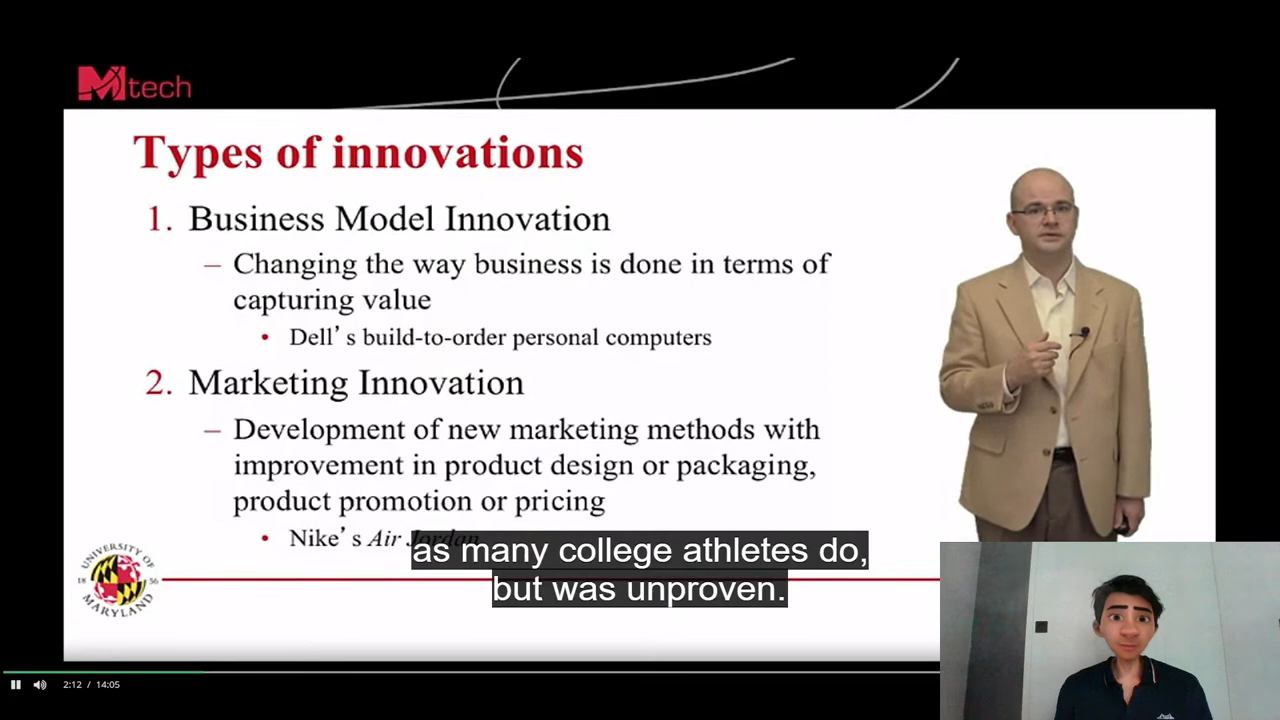 Mtech
Types of innovations
1. Business Model Innovation
– Changing the way business is done in terms of
capturing value
• Dell's build-to-order personal computers
2. Marketing Innovation
– Development of new marketing methods with
improvement in product design or packaging,
product promotion or pricing
• Nike's Air Jordan
as many college athletes do,
but was unproven.
UNIVERSITY OF
18 56
MARYLAND
2:12 / 14:05